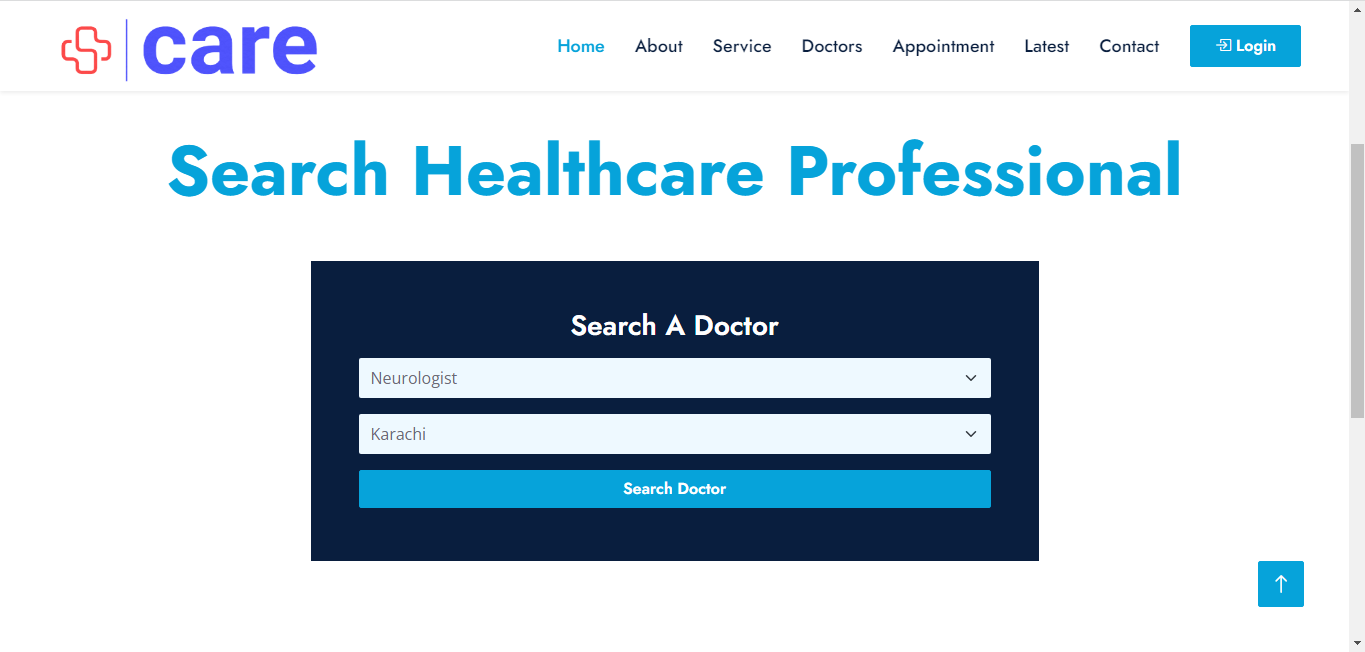 care
Home About Service Doctors Appointment Latest Contact Login
Search Healthcare Professional
Search A Doctor
Neurologist
Karachi
Search Doctor